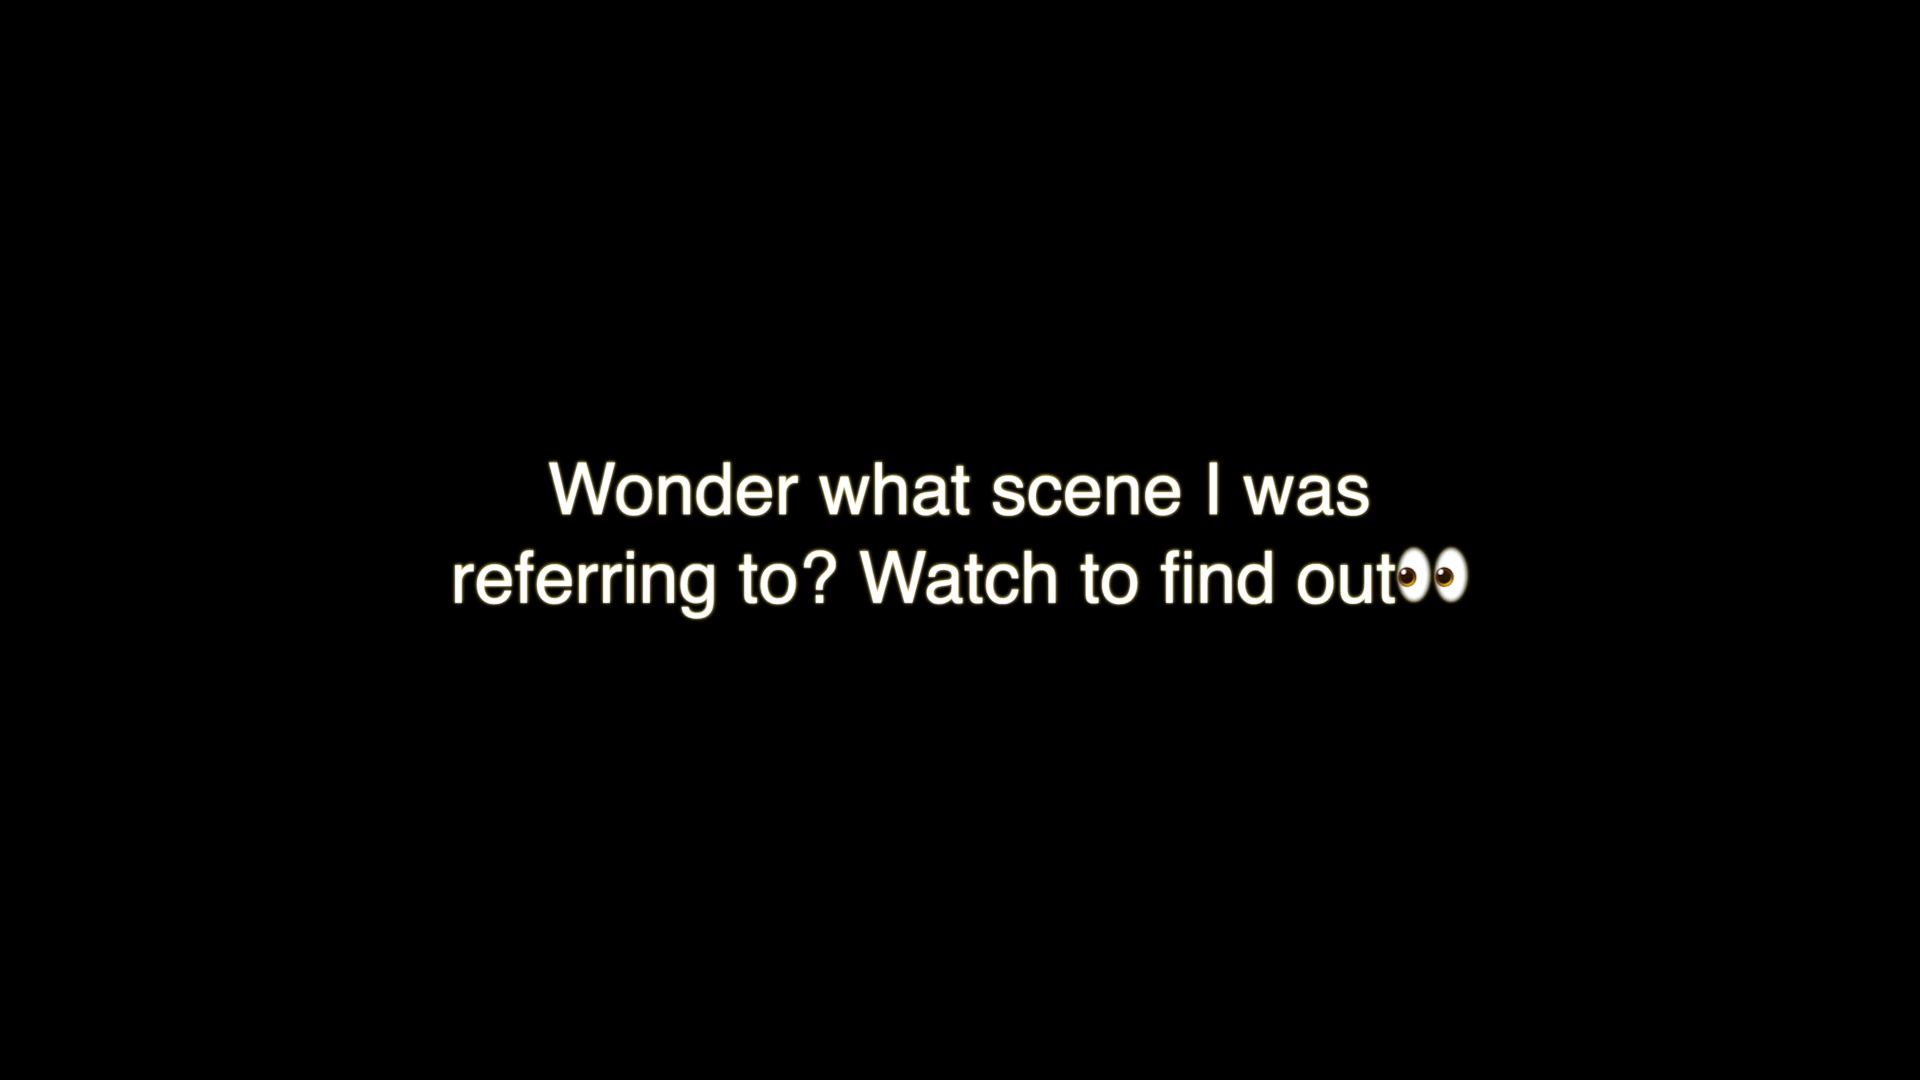 Wonder what scene I was
referring to? Watch to find out👀